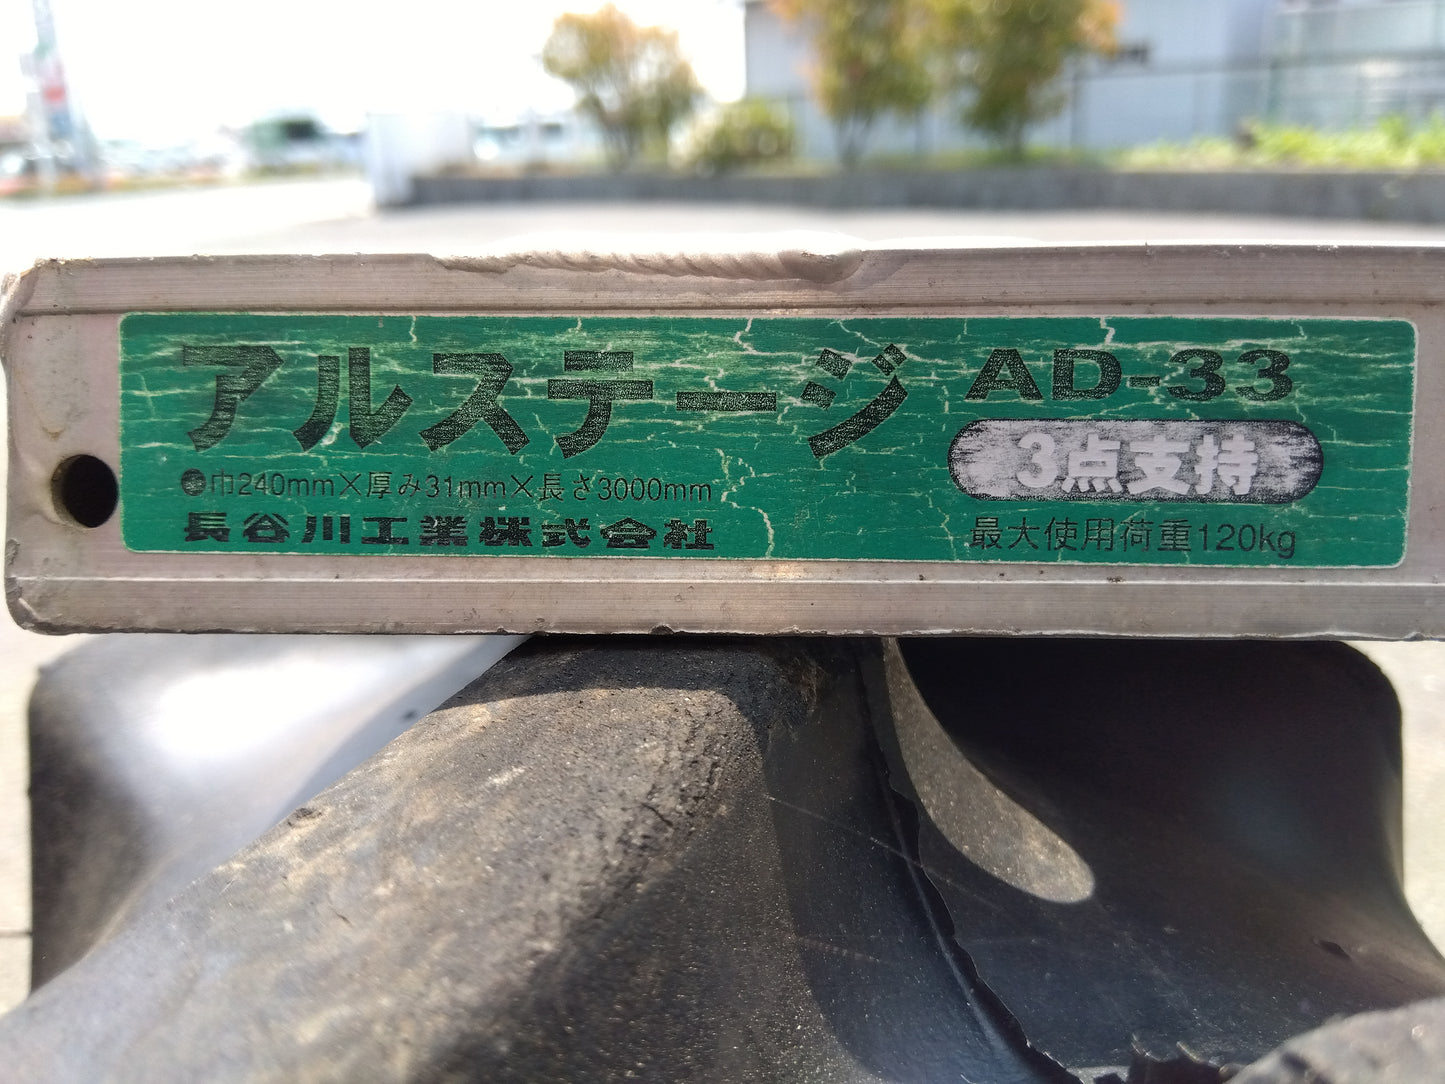 アルステージ AD-33
3点支持
●巾240mm×厚み31mm×長さ3000mm
長谷川工業株式会社
最大使用荷重120kg